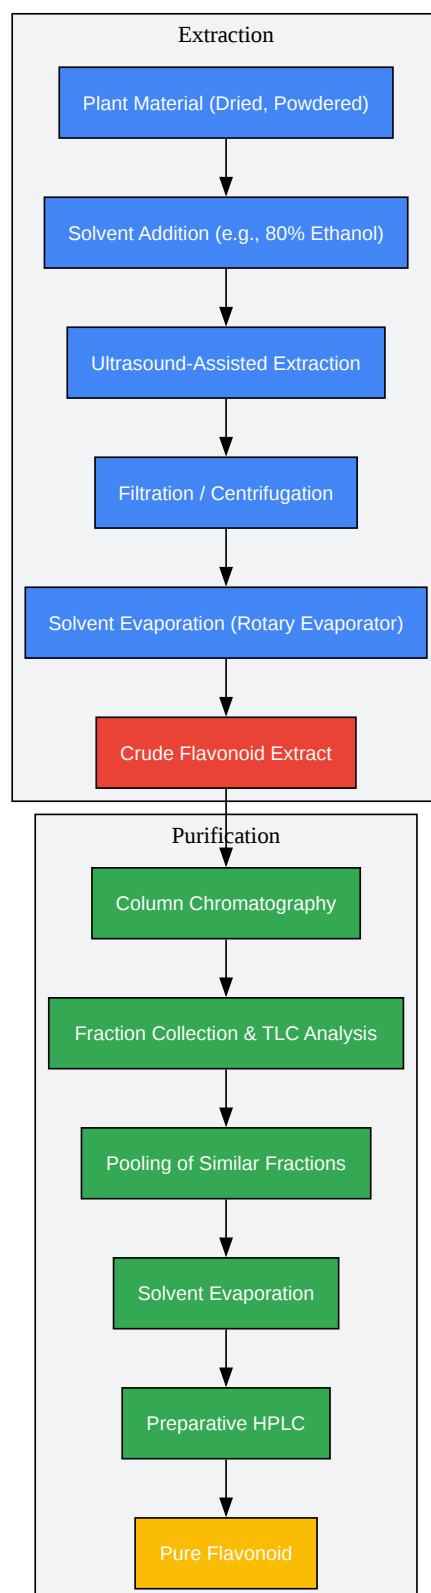 Extraction
Plant Material (Dried, Powdered)
Solvent Addition (e.g., 80% Ethanol)
Ultrasound-Assisted Extraction
Filtration / Centrifugation
Solvent Evaporation (Rotary Evaporator)
Crude Flavonoid Extract
Purification
Column Chromatography
Fraction Collection & TLC Analysis
Pooling of Similar Fractions
Solvent Evaporation
Preparative HPLC
Pure Flavonoid